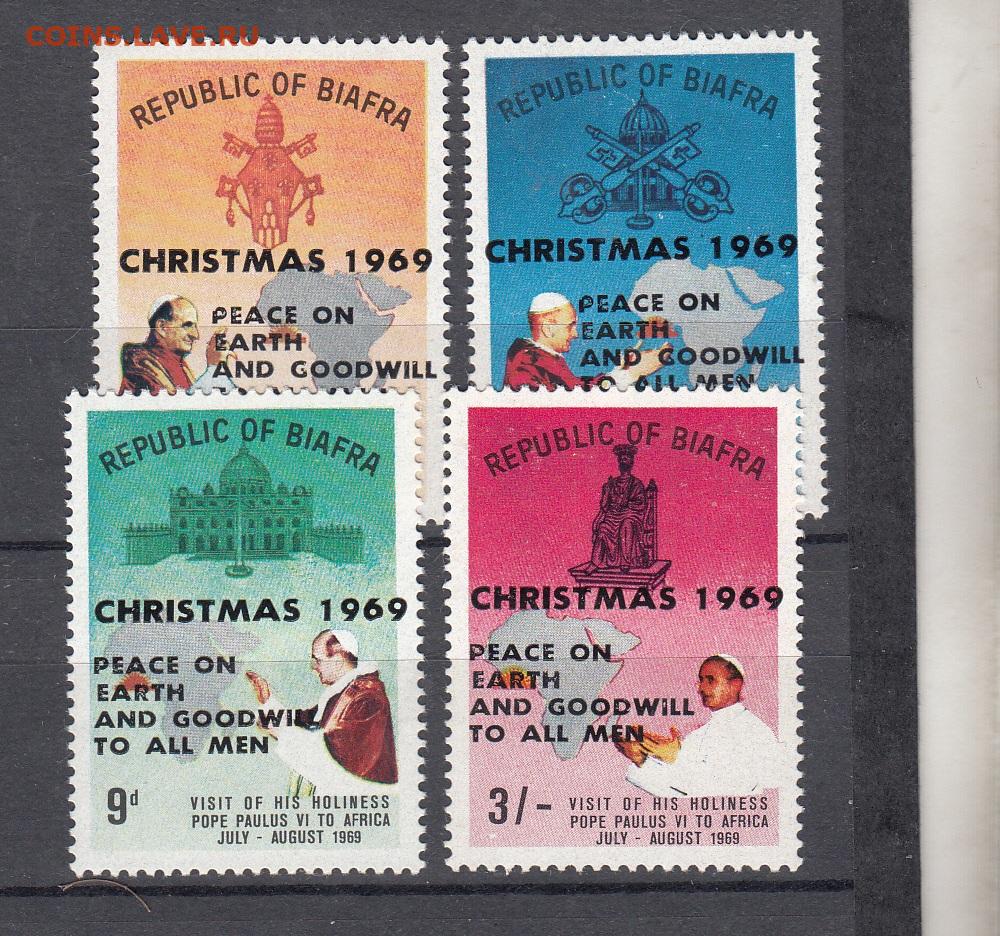 COINS.LAVE.RU
REPUBLIC OF BIAFRA
CHRISTMAS 1969
PEACE ON
EARTH
AND GOODWILL
REPUBLIC OF BIAFRA
CHRISTMAS 1969
PEACE ON
EARTH
AND GOODWILL
TO ALL MEN
REPUBLIC OF BIAFRA
CHRISTMAS 1969
PEACE ON
EARTH
AND GOODWILL
TO ALL MEN
9d
VISIT OF HIS HOLINESS
POPE PAULUS VI TO AFRICA
JULY - AUGUST 1969
REPUBLIC OF BIAFRA
CHRISTMAS 1969
PEACE ON
EARTH
AND GOODWILL
TO ALL MEN
3/-
VISIT OF HIS HOLINESS
POPE PAULUS VI TO AFRICA
JULY - AUGUST 1969